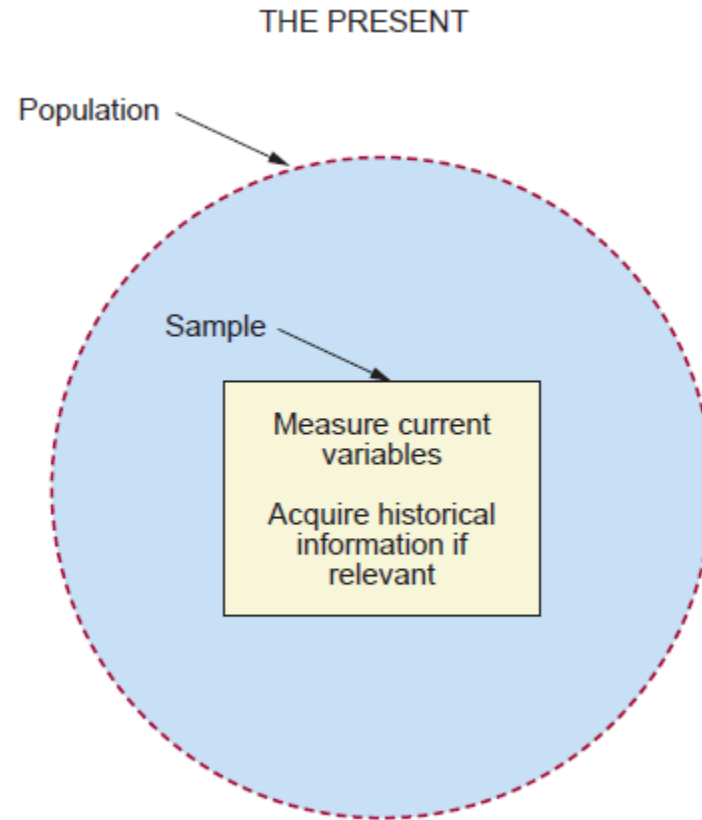 THE PRESENT
Population
Sample
Measure current
variables
Acquire historical
information if
relevant